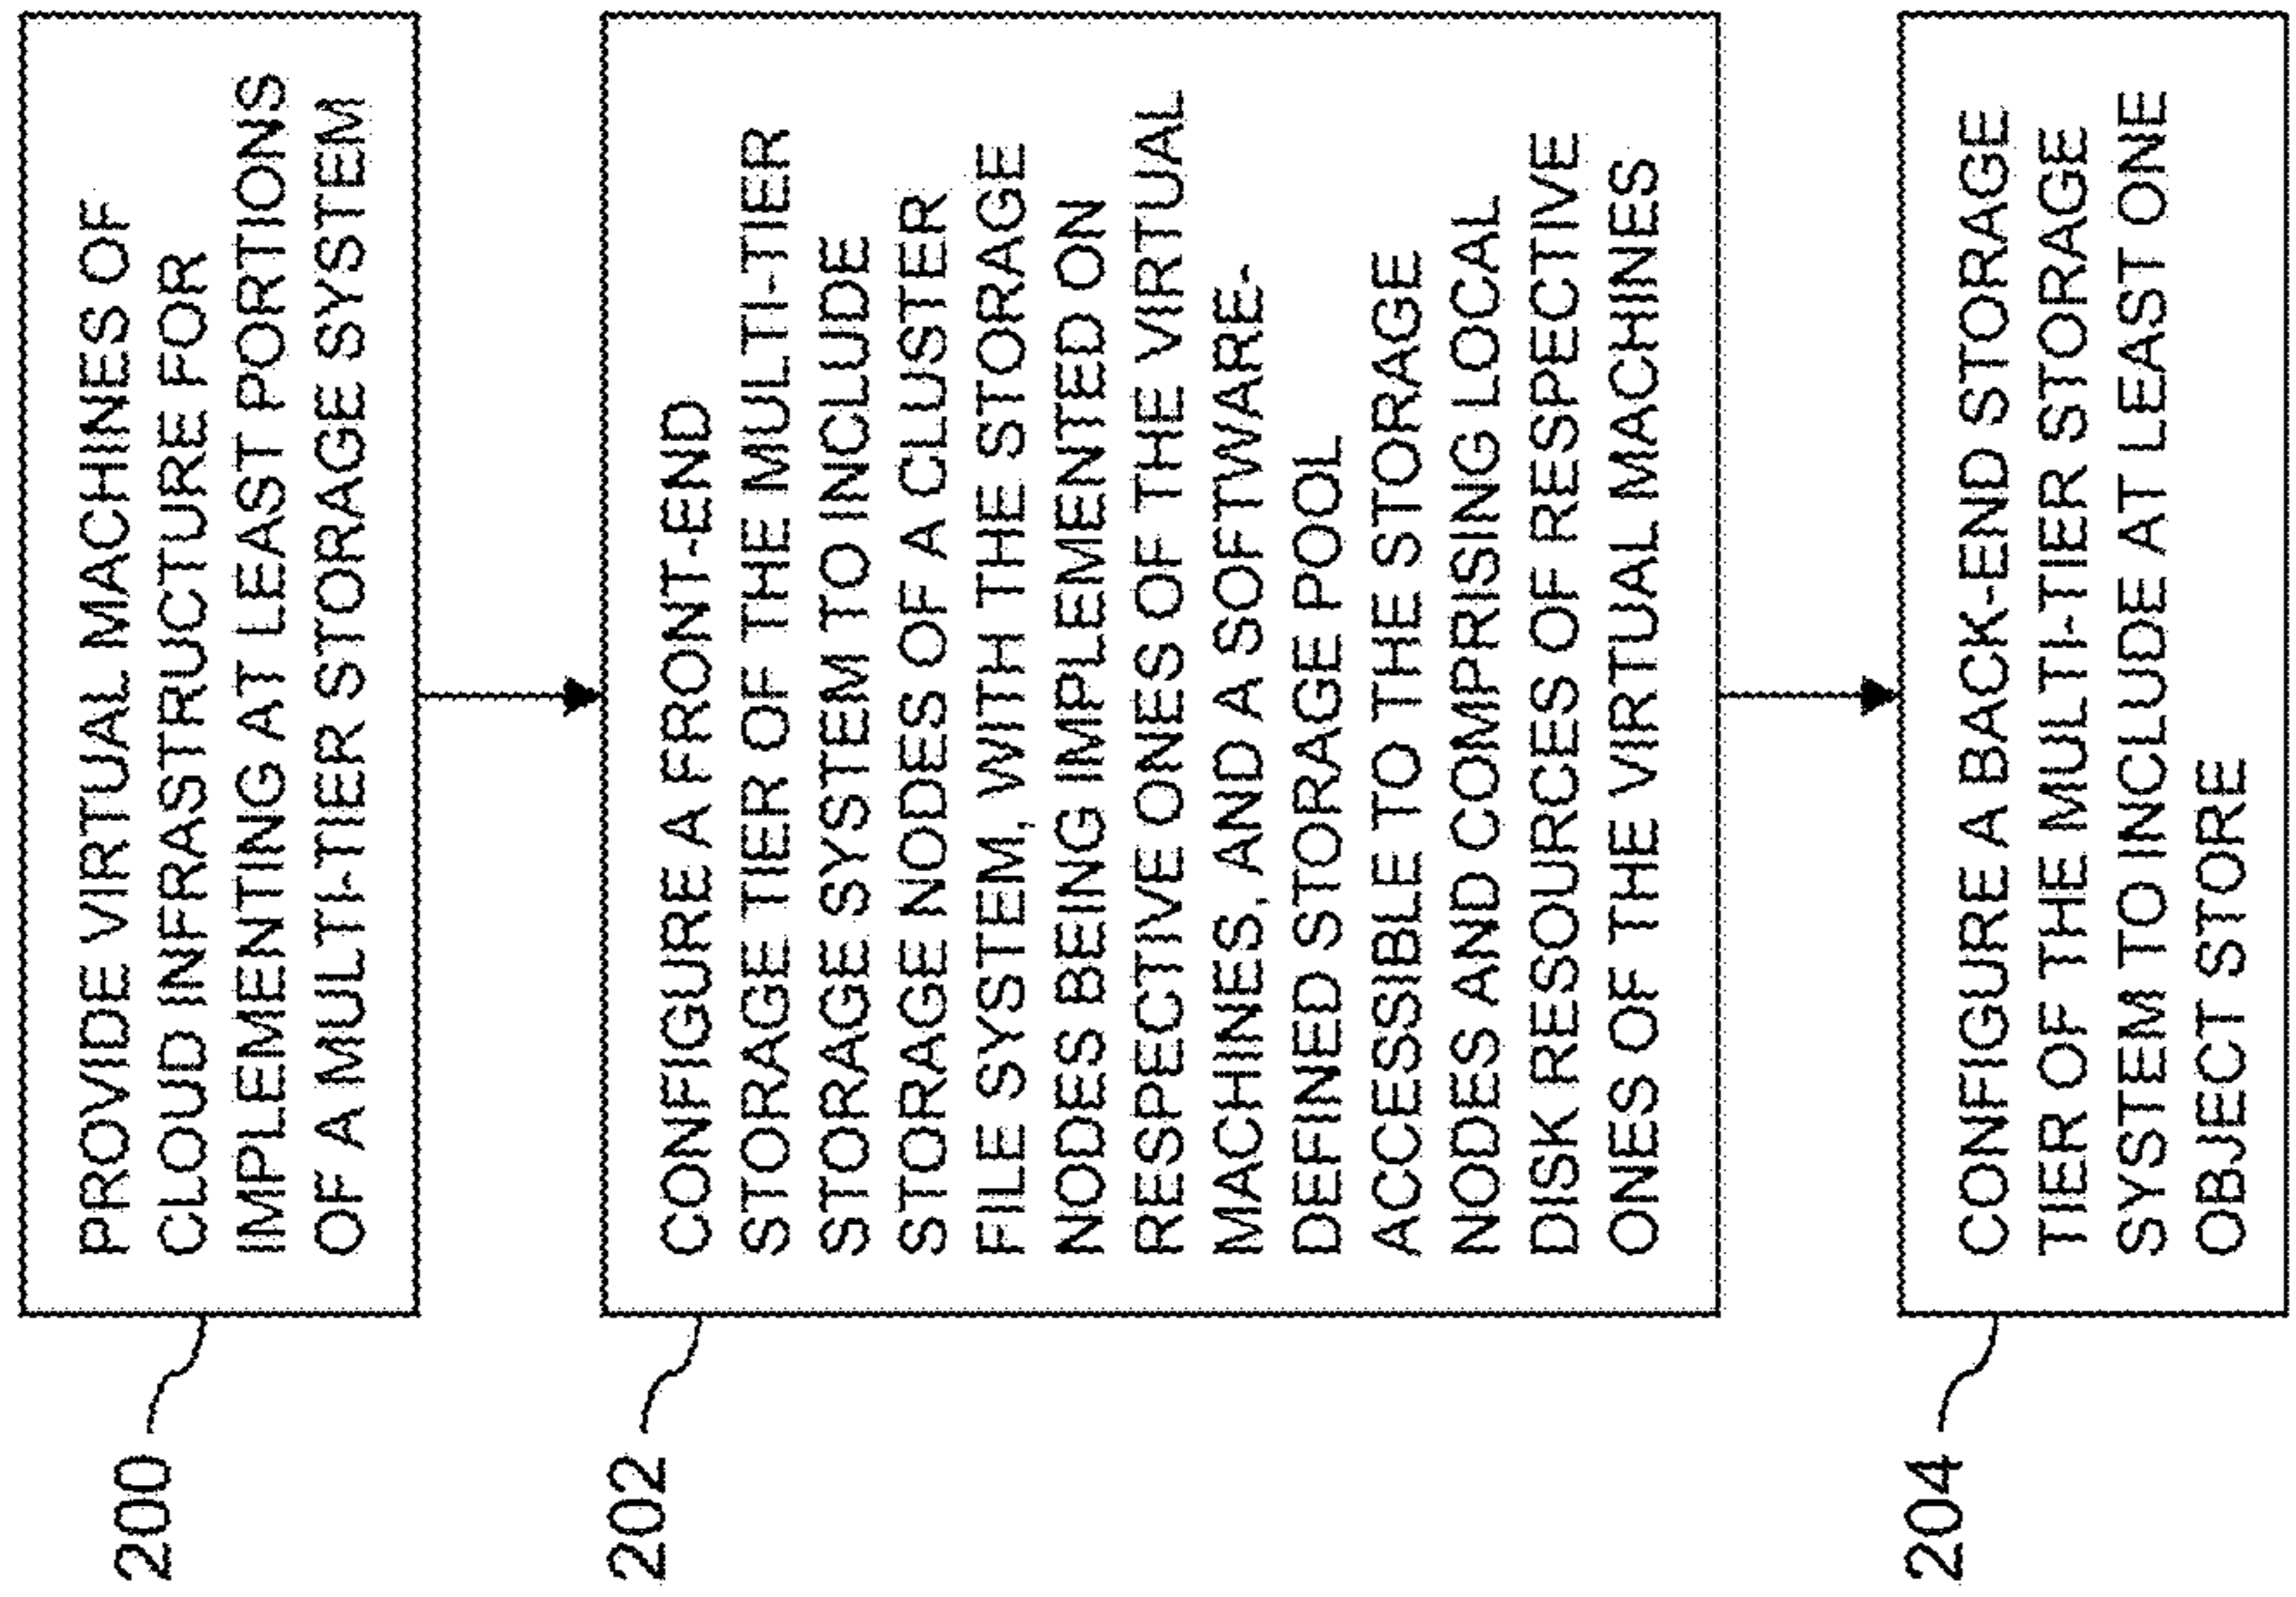 200
PROVIDE VIRTUAL MACHINES OF
CLOUD INFRASTRUCTURE FOR
IMPLEMENTING AT LEAST PORTIONS
OF A MULTI-TIER STORAGE SYSTEM
202
CONFIGURE A FRONT-END
STORAGE TIER OF THE MULTI-TIER
STORAGE SYSTEM TO INCLUDE
STORAGE NODES OF A CLUSTER
FILE SYSTEM, WITH THE STORAGE
NODES BEING IMPLEMENTED ON
RESPECTIVE ONES OF THE VIRTUAL
MACHINES, AND A SOFTWARE-
DEFINED STORAGE POOL
ACCESSIBLE TO THE STORAGE
NODES AND COMPRISING LOCAL
DISK RESOURCES OF RESPECTIVE
ONES OF THE VIRTUAL MACHINES
204
CONFIGURE A BACK-END STORAGE
TIER OF THE MULTI-TIER STORAGE
SYSTEM TO INCLUDE AT LEAST ONE
OBJECT STORE